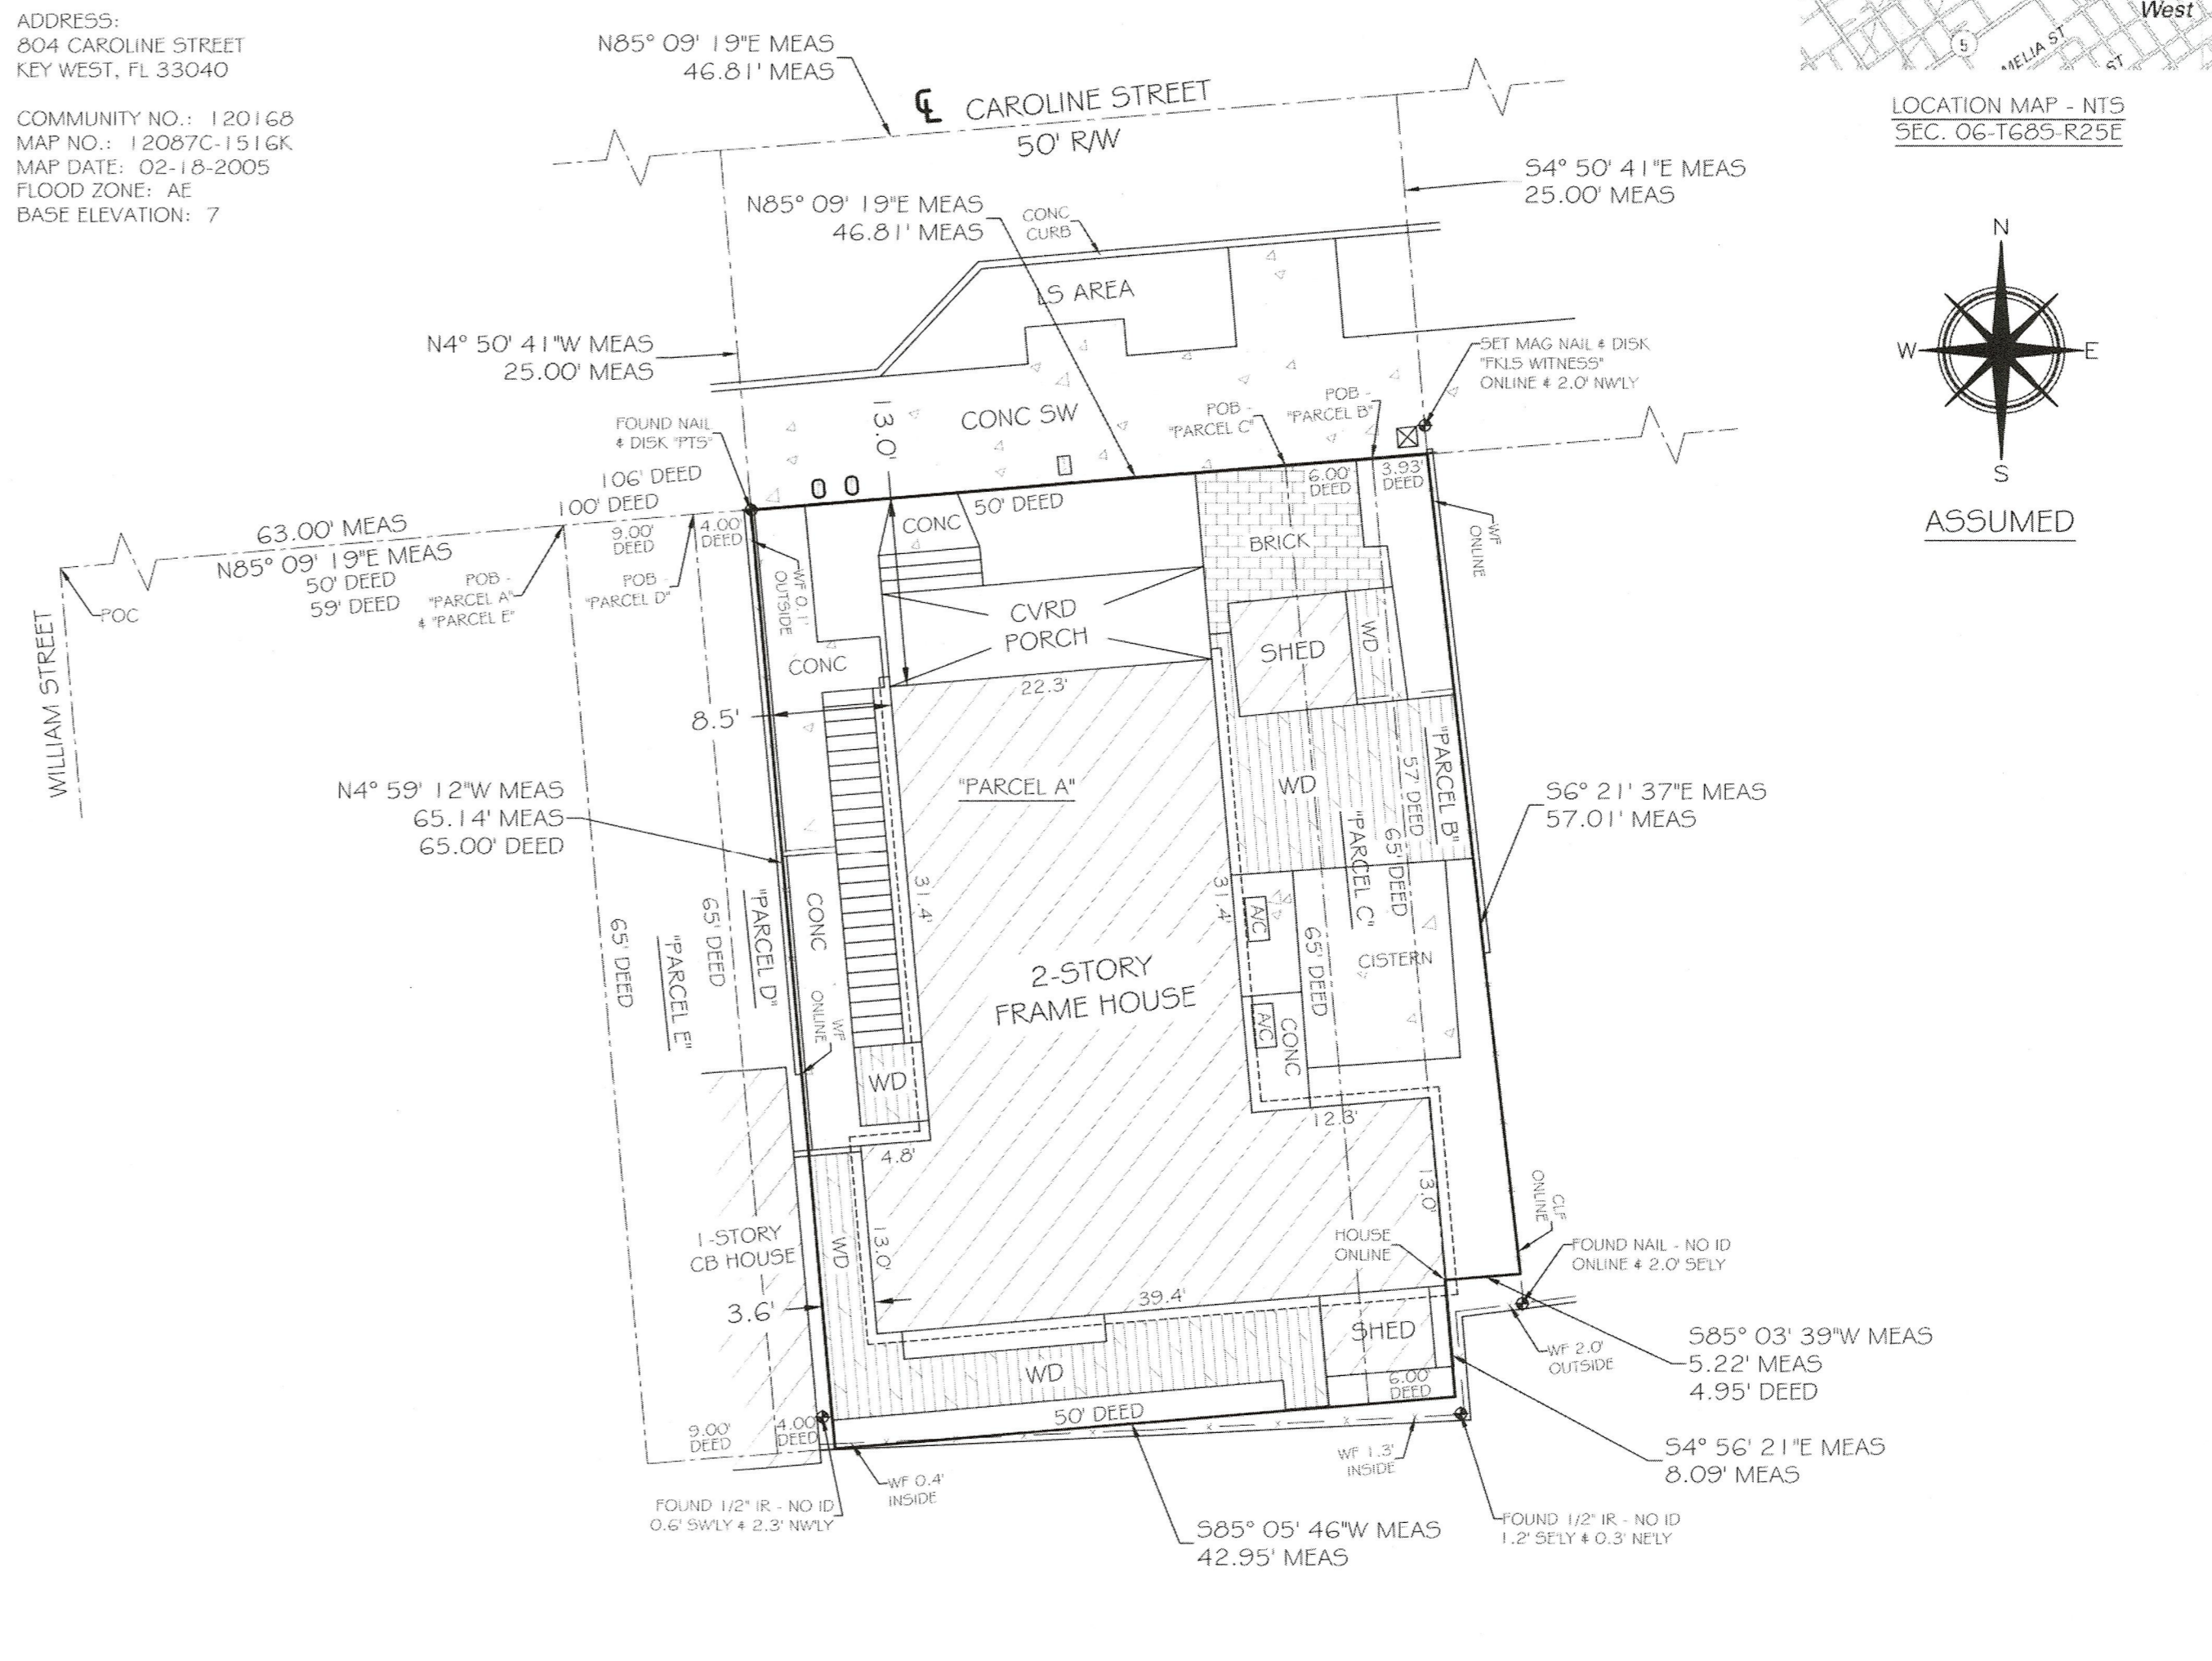 ADDRESS:
804 CAROLINE STREET
KEY WEST, FL 33040
COMMUNITY NO.: 120168
MAP NO.: 12087C-1516K
MAP DATE: 02-18-2005
FLOOD ZONE: AE
BASE ELEVATION: 7
West
5
MELIA ST
ST
LOCATION MAP - NTS
SEC. 06-T68S-R25E
N85° 09' 19"E MEAS
46.81' MEAS
℄ CAROLINE STREET
50' R/W
S4° 50' 41"E MEAS
25.00' MEAS
N85° 09' 19"E MEAS
46.81' MEAS
CONC
CURB
LS AREA
N
W
E
S
ASSUMED
N4° 50' 41"W MEAS
25.00' MEAS
SET MAG NAIL & DISK
"FKLS WITNESS"
ONLINE & 2.0' NW'LY
FOUND NAIL
& DISK "PTS"
13.0'
CONC SW
POB -
"PARCEL C"
POB -
"PARCEL B"
106' DEED
100' DEED
63.00' MEAS
N85° 09' 19"E MEAS
50' DEED
59' DEED
POC
WILLIAM STREET
POB -
"PARCEL A"
& "PARCEL E"
9.00'
DEED
4.00'
DEED
POB -
"PARCEL D"
WF 0.1'
OUTSIDE
CONC
50' DEED
BRICK
6.00'
DEED
3.93'
DEED
WF
ONLINE
CVRD
PORCH
CONC
22.3'
SHED
WD
8.5'
"PARCEL A"
WD
"PARCEL B"
57' DEED
65' DEED
"PARCEL C"
65' DEED
N4° 59' 12"W MEAS
65.14' MEAS
65.00' DEED
S6° 21' 37"E MEAS
57.01' MEAS
65' DEED
"PARCEL E"
65' DEED
"PARCEL D"
CONC
WF
ONLINE
31.4'
31.4'
A/C
A/C
CONC
CISTERN
2-STORY
FRAME HOUSE
WD
4.8'
12.3'
13.0'
13.0'
WD
1-STORY
CB HOUSE
3.6'
HOUSE
ONLINE
CLF
ONLINE
FOUND NAIL - NO ID
ONLINE & 2.0' SE'LY
39.4'
SHED
WD
WF 2.0'
OUTSIDE
S85° 03' 39"W MEAS
5.22' MEAS
4.95' DEED
6.00'
DEED
50' DEED
9.00'
DEED
4.00'
DEED
S4° 56' 21"E MEAS
8.09' MEAS
WF 0.4'
INSIDE
WF 1.3'
INSIDE
FOUND 1/2" IR - NO ID
0.6' SW'LY & 2.3' NW'LY
S85° 05' 46"W MEAS
42.95' MEAS
FOUND 1/2" IR - NO ID
1.2' SE'LY & 0.3' NE'LY